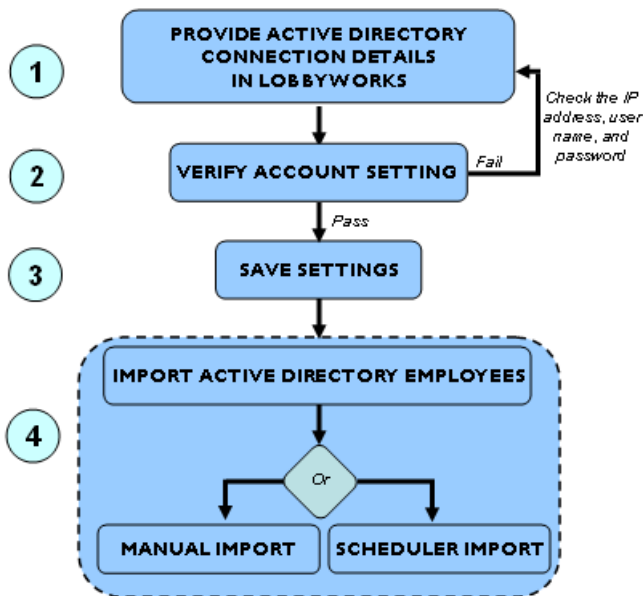 1
PROVIDE ACTIVE DIRECTORY
CONNECTION DETAILS
IN LOBBYWORKS
Check the IP
address, user
name, and
password
2
VERIFY ACCOUNT SETTING
Fail
Pass
3
SAVE SETTINGS
IMPORT ACTIVE DIRECTORY EMPLOYEES
4
Or
MANUAL IMPORT
SCHEDULER IMPORT